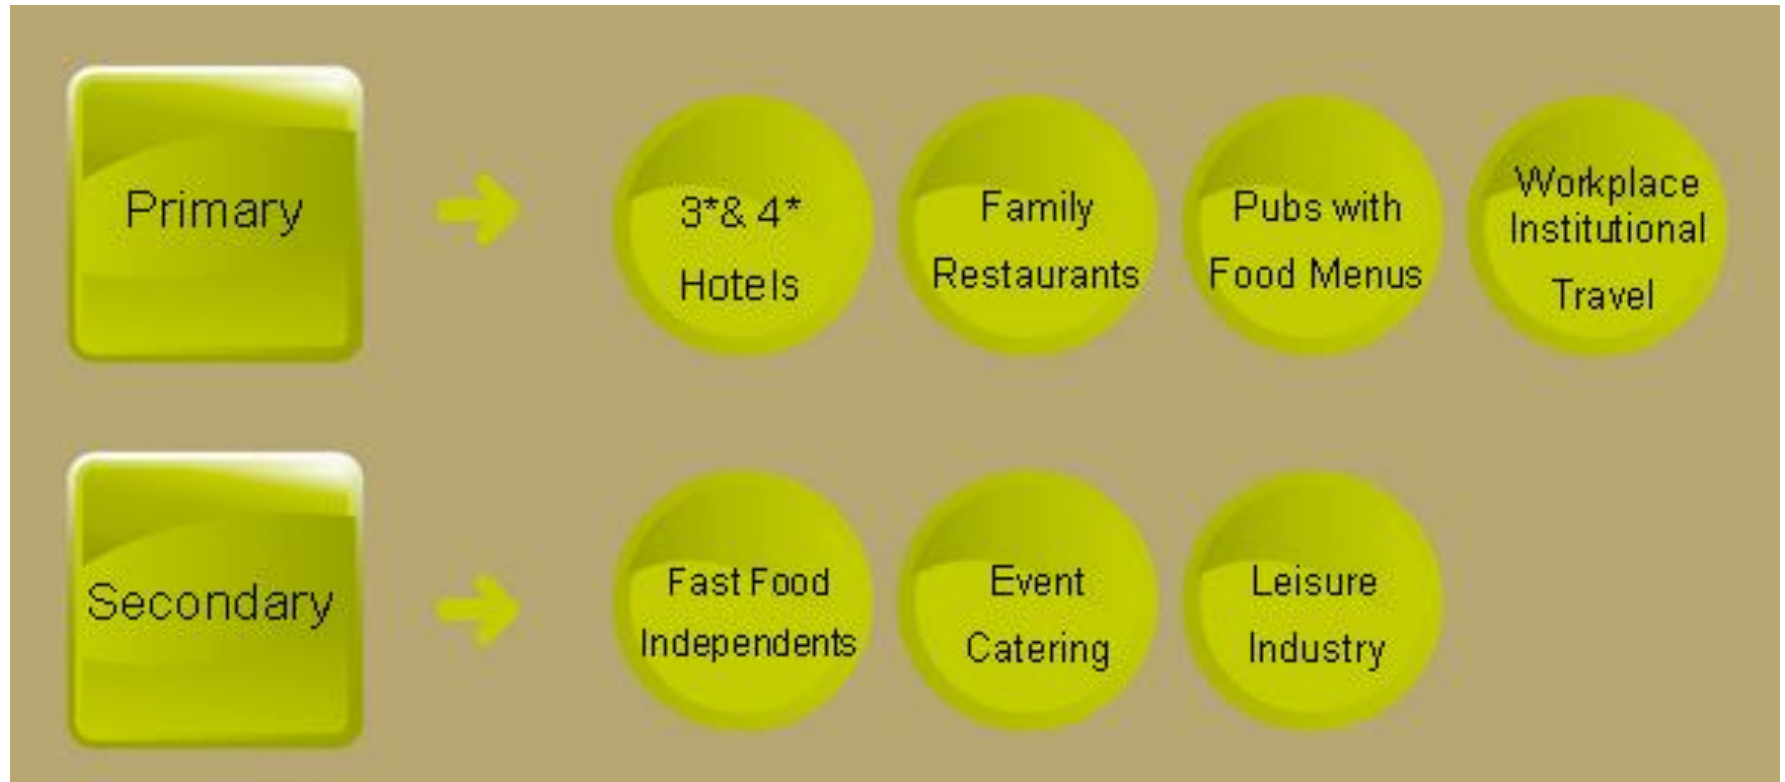 Primary
3*& 4*
Hotels
Family
Restaurants
Pubs with
Food Menus
Workplace
Institutional
Travel
Secondary
Fast Food
Independents
Event
Catering
Leisure
Industry